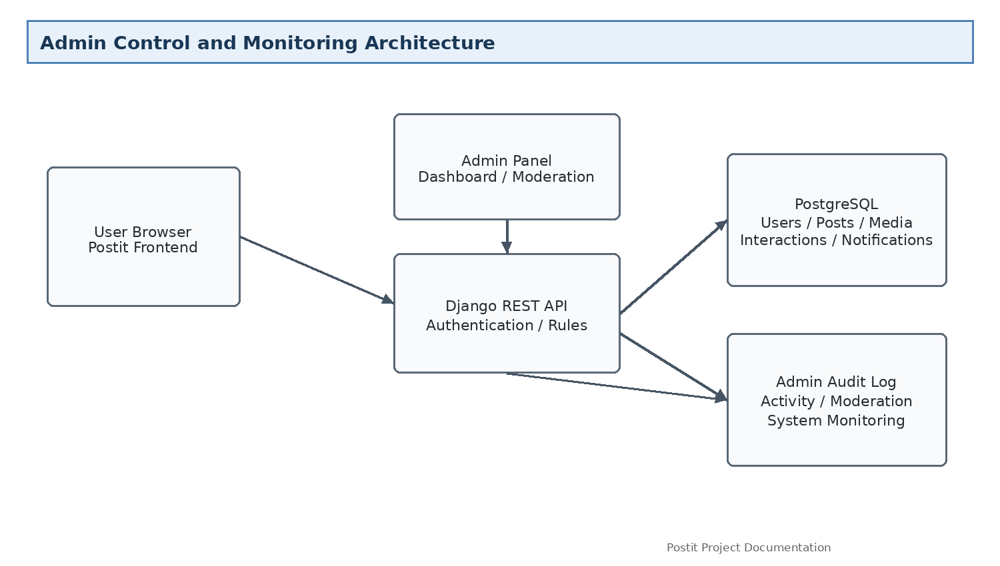 Admin Control and Monitoring Architecture
Admin Panel
Dashboard / Moderation
User Browser
Postit Frontend
PostgreSQL
Users / Posts / Media
Interactions / Notifications
Django REST API
Authentication / Rules
Admin Audit Log
Activity / Moderation
System Monitoring
Postit Project Documentation